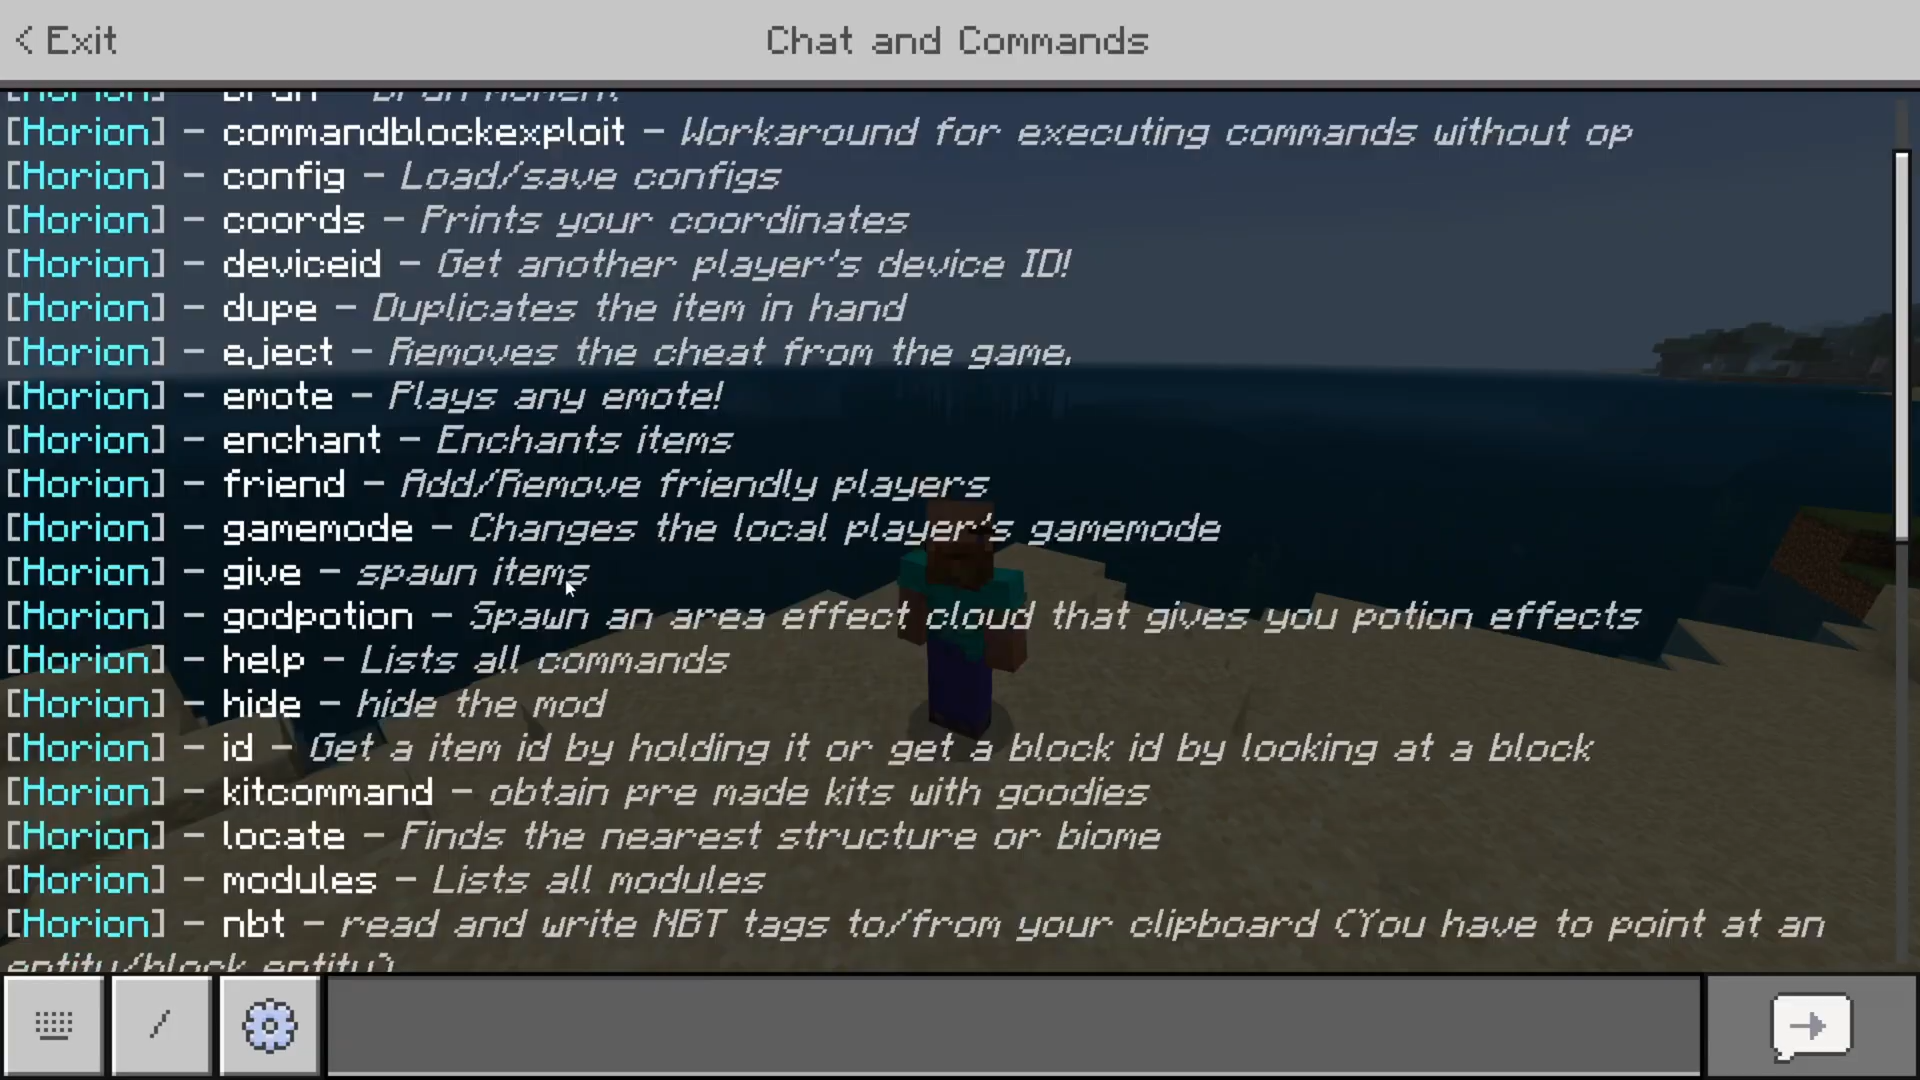 < Exit
Chat and Commands
[Horion] - bruh - bruh moment
[Horion] - commandblockexploit - Workaround for executing commands without op
[Horion] - config - Load/save configs
[Horion] - coords - Prints your coordinates
[Horion] - deviceid - Get another player's device ID!
[Horion] - dupe - Duplicates the item in hand
[Horion] - eject - Removes the cheat from the game.
[Horion] - emote - Plays any emote!
[Horion] - enchant - Enchants items
[Horion] - friend - Add/Remove friendly players
[Horion] - gamemode - Changes the local player's gamemode
[Horion] - give - spawn items
[Horion] - godpotion - Spawn an area effect cloud that gives you potion effects
[Horion] - help - Lists all commands
[Horion] - hide - hide the mod
[Horion] - id - Get a item id by holding it or get a block id by looking at a block
[Horion] - kitcommand - obtain pre made kits with goodies
[Horion] - locate - Finds the nearest structure or biome
[Horion] - modules - Lists all modules
[Horion] - nbt - read and write NBT tags to/from your clipboard (You have to point at an
entity/block entity)
/